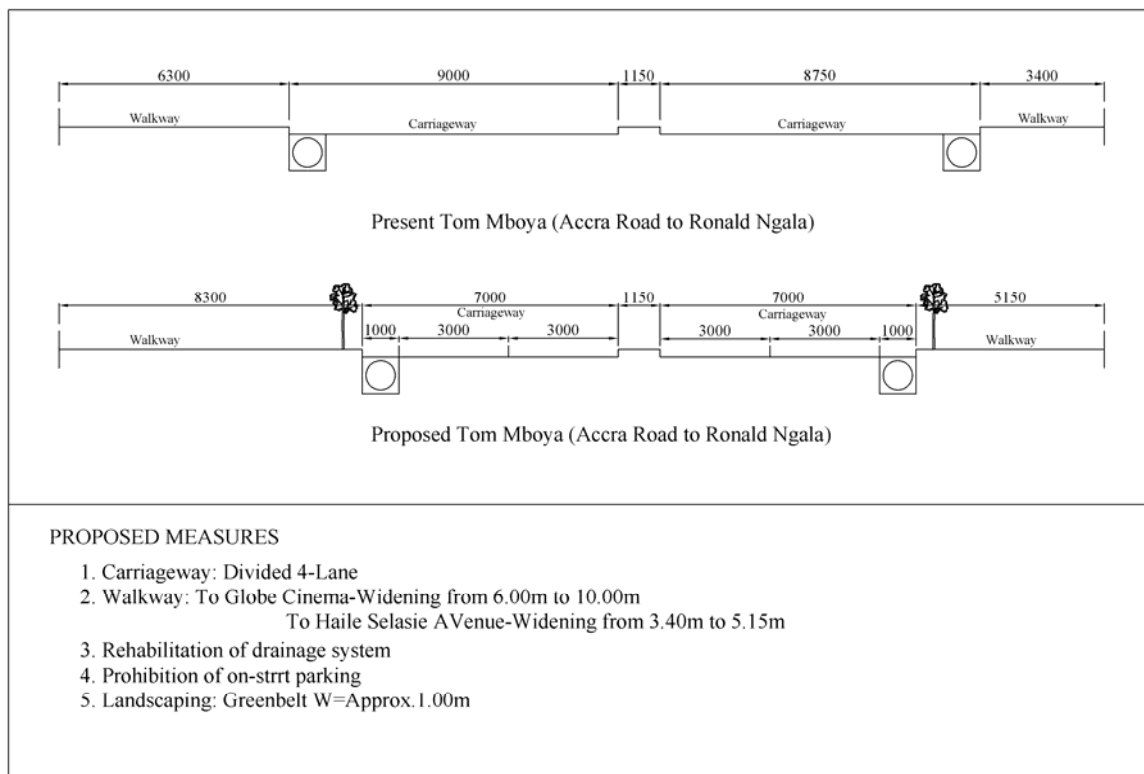 6300 9000 1150 8750 3400
Walkway Carriageway Carriageway Walkway
Present Tom Mboya (Accra Road to Ronald Ngala)
8300 7000 1150 7000 5150
Carriageway Carriageway
1000 3000 3000 3000 3000 1000
Walkway Walkway
Proposed Tom Mboya (Accra Road to Ronald Ngala)
PROPOSED MEASURES
1. Carriageway: Divided 4-Lane
2. Walkway: To Globe Cinema-Widening from 6.00m to 10.00m
To Haile Selasie AVenue-Widening from 3.40m to 5.15m
3. Rehabilitation of drainage system
4. Prohibition of on-strrt parking
5. Landscaping: Greenbelt W=Approx.1.00m